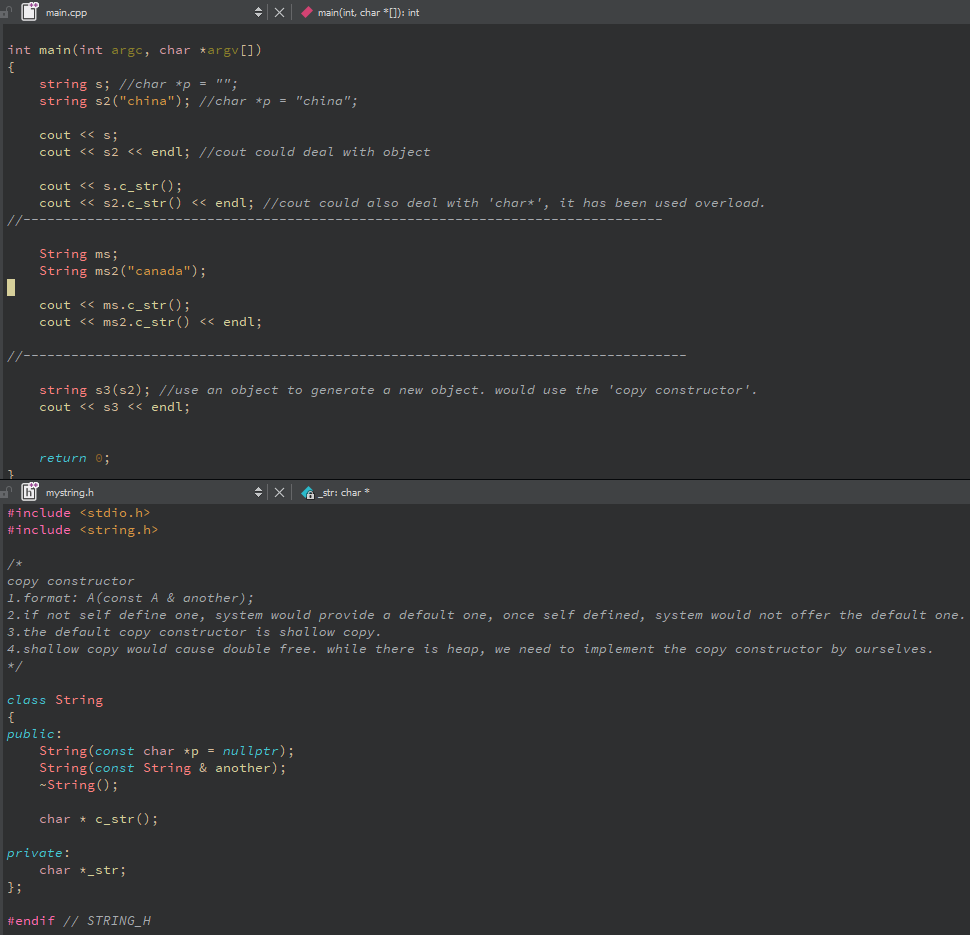 main.cpp main(int, char *[]): int
int main(int argc, char *argv[])
{
    string s; //char *p = "";
    string s2("china"); //char *p = "china";
    cout << s;
    cout << s2 << endl; //cout could deal with object
    cout << s.c_str();
    cout << s2.c_str() << endl; //cout could also deal with 'char*', it has been used overload.
//--------------------------------------------------------------------------------
    String ms;
    String ms2("canada");
    cout << ms.c_str();
    cout << ms2.c_str() << endl;
//-----------------------------------------------------------------------------------
    string s3(s2); //use an object to generate a new object. would use the 'copy constructor'.
    cout << s3 << endl;
    return 0;
}
mystring.h _str: char *
#include <stdio.h>
#include <string.h>
/*
copy constructor
1.format: A(const A & another);
2.if not self define one, system would provide a default one, once self defined, system would not offer the default one.
3.the default copy constructor is shallow copy.
4.shallow copy would cause double free. while there is heap, we need to implement the copy constructor by ourselves.
*/
class String
{
public:
    String(const char *p = nullptr);
    String(const String & another);
    ~String();
    char * c_str();
private:
    char *_str;
};
#endif // STRING_H